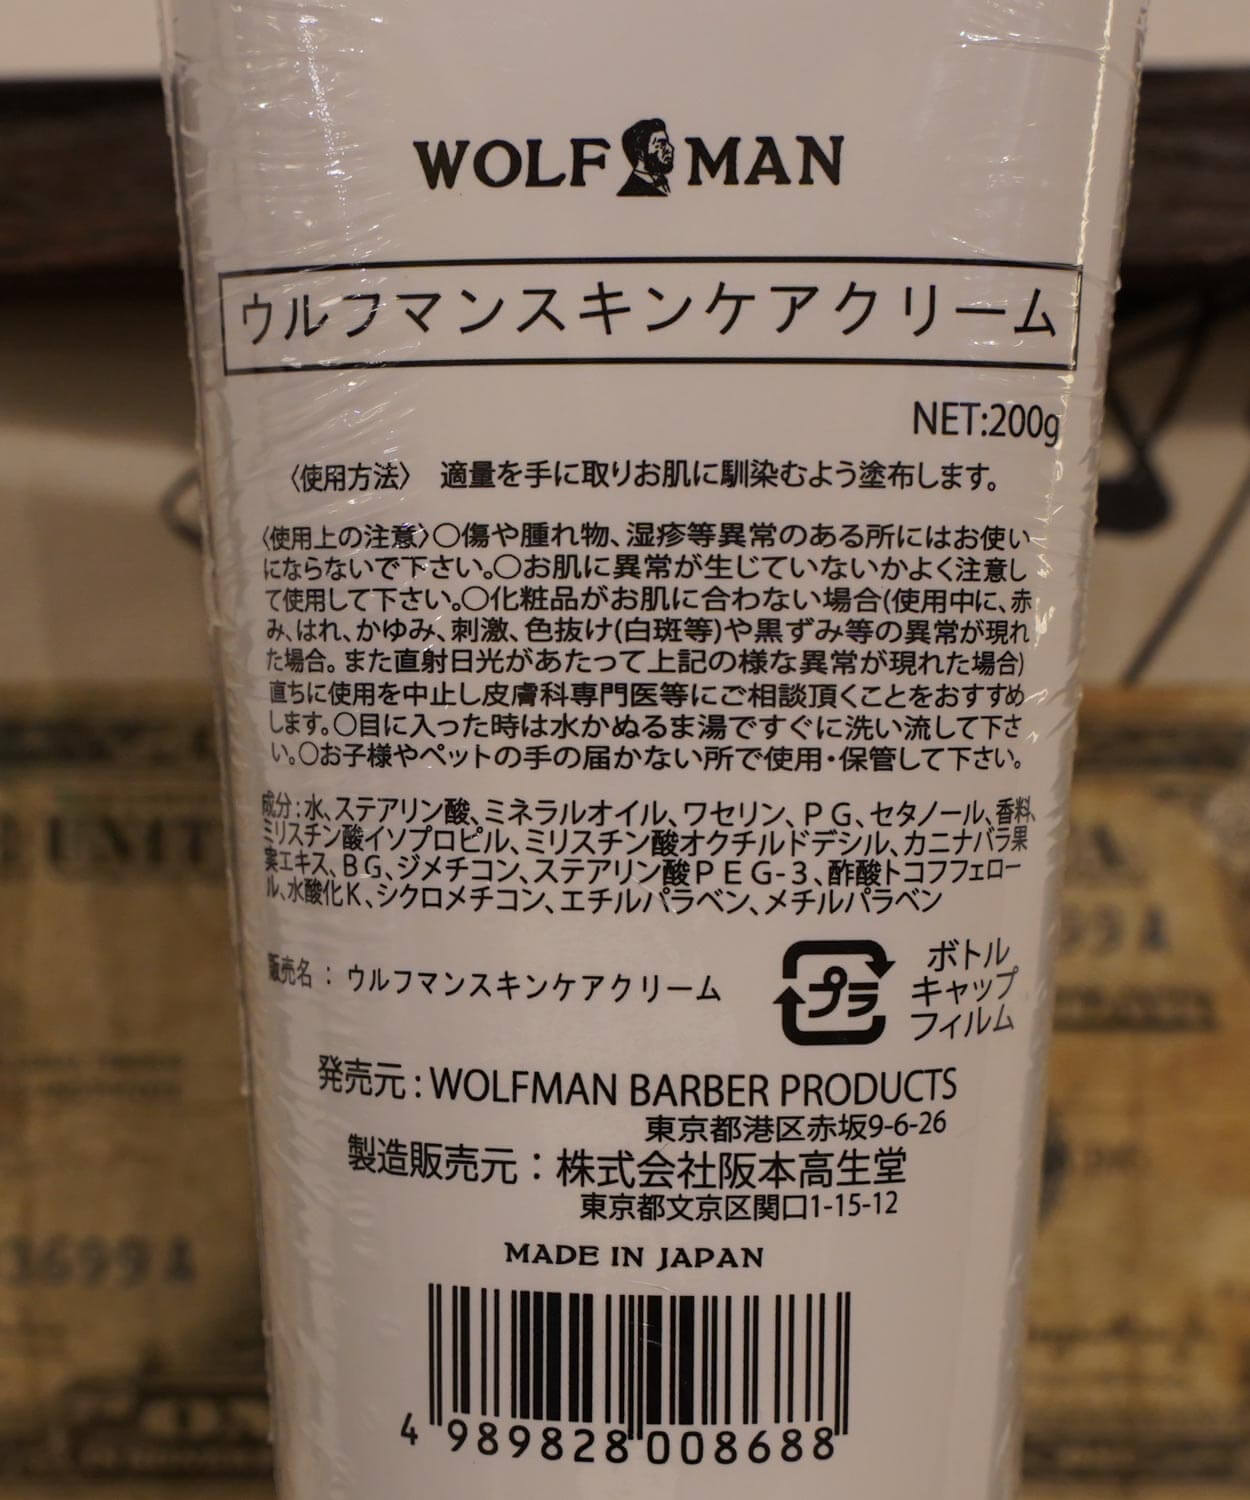 WOLF MAN
ウルフマンスキンケアクリーム
NET:200g
〈使用方法〉 適量を手に取りお肌に馴染むよう塗布します。
〈使用上の注意〉〇傷や腫れ物、湿疹等異常のある所にはお使い
にならないで下さい。〇お肌に異常が生じていないかよく注意し
て使用して下さい。〇化粧品がお肌に合わない場合(使用中に、赤
み、はれ、かゆみ、刺激、色抜け(白斑等)や黒ずみ等の異常が現れ
た場合。また直射日光があたって上記の様な異常が現れた場合)
直ちに使用を中止し皮膚科専門医等にご相談頂くことをおすすめ
します。〇目に入った時は水かぬるま湯ですぐに洗い流して下さ
い。〇お子様やペットの手の届かない所で使用・保管して下さい。
成分:水、ステアリン酸、ミネラルオイル、ワセリン、PG、セタノール、香料、
ミリスチン酸イソプロピル、ミリスチン酸オクチルドデシル、カニナバラ果
実エキス、BG、ジメチコン、ステアリン酸PEG-3、酢酸トコフフェロー
ル、水酸化K、シクロメチコン、エチルパラベン、メチルパラベン
販売名：ウルフマンスキンケアクリーム
プラ
ボトル
キャップ
フィルム
発売元:WOLFMAN BARBER PRODUCTS
東京都港区赤坂9-6-26
製造販売元：株式会社阪本高生堂
東京都文京区関口1-15-12
MADE IN JAPAN
4 989828 008688
UNIT
3699A
99A